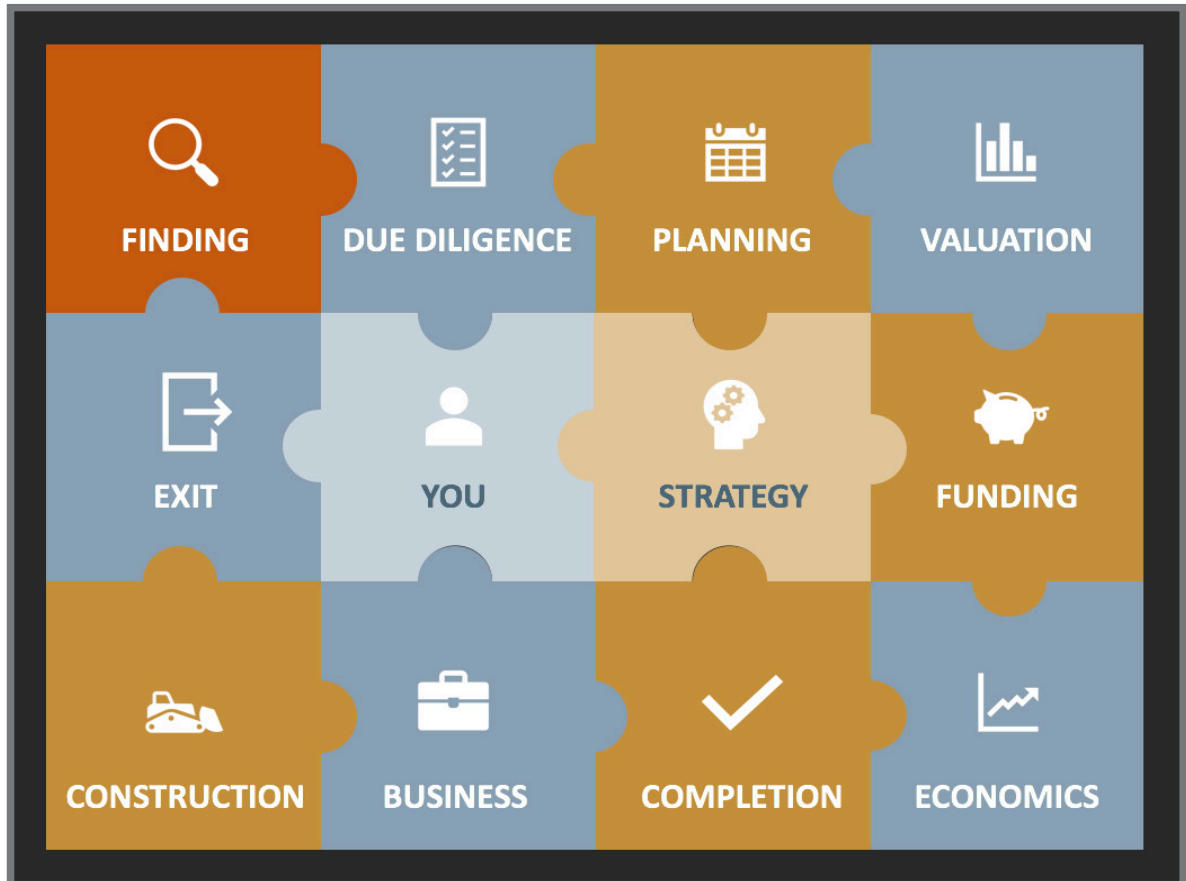 FINDING
DUE DILIGENCE
PLANNING
VALUATION
EXIT
YOU
STRATEGY
FUNDING
CONSTRUCTION
BUSINESS
COMPLETION
ECONOMICS